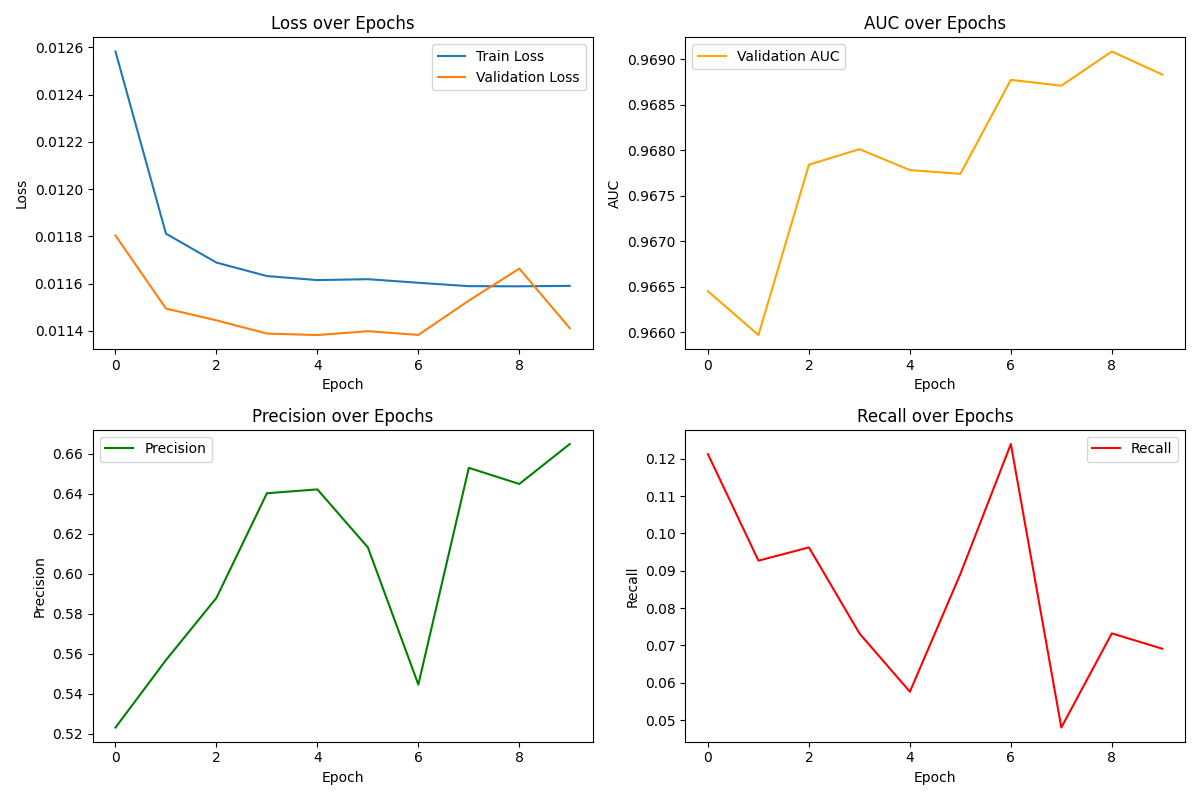 Loss over Epochs
0.0126
0.0124
0.0122
0.0120
0.0118
0.0116
0.0114
Loss
Train Loss
Validation Loss
0 2 4 6 8
Epoch
AUC over Epochs
0.9690
0.9685
0.9680
0.9675
0.9670
0.9665
0.9660
AUC
Validation AUC
0 2 4 6 8
Epoch
Precision over Epochs
0.66
0.64
0.62
0.60
0.58
0.56
0.54
0.52
Precision
Precision
0 2 4 6 8
Epoch
Recall over Epochs
0.12
0.11
0.10
0.09
0.08
0.07
0.06
0.05
Recall
Recall
0 2 4 6 8
Epoch